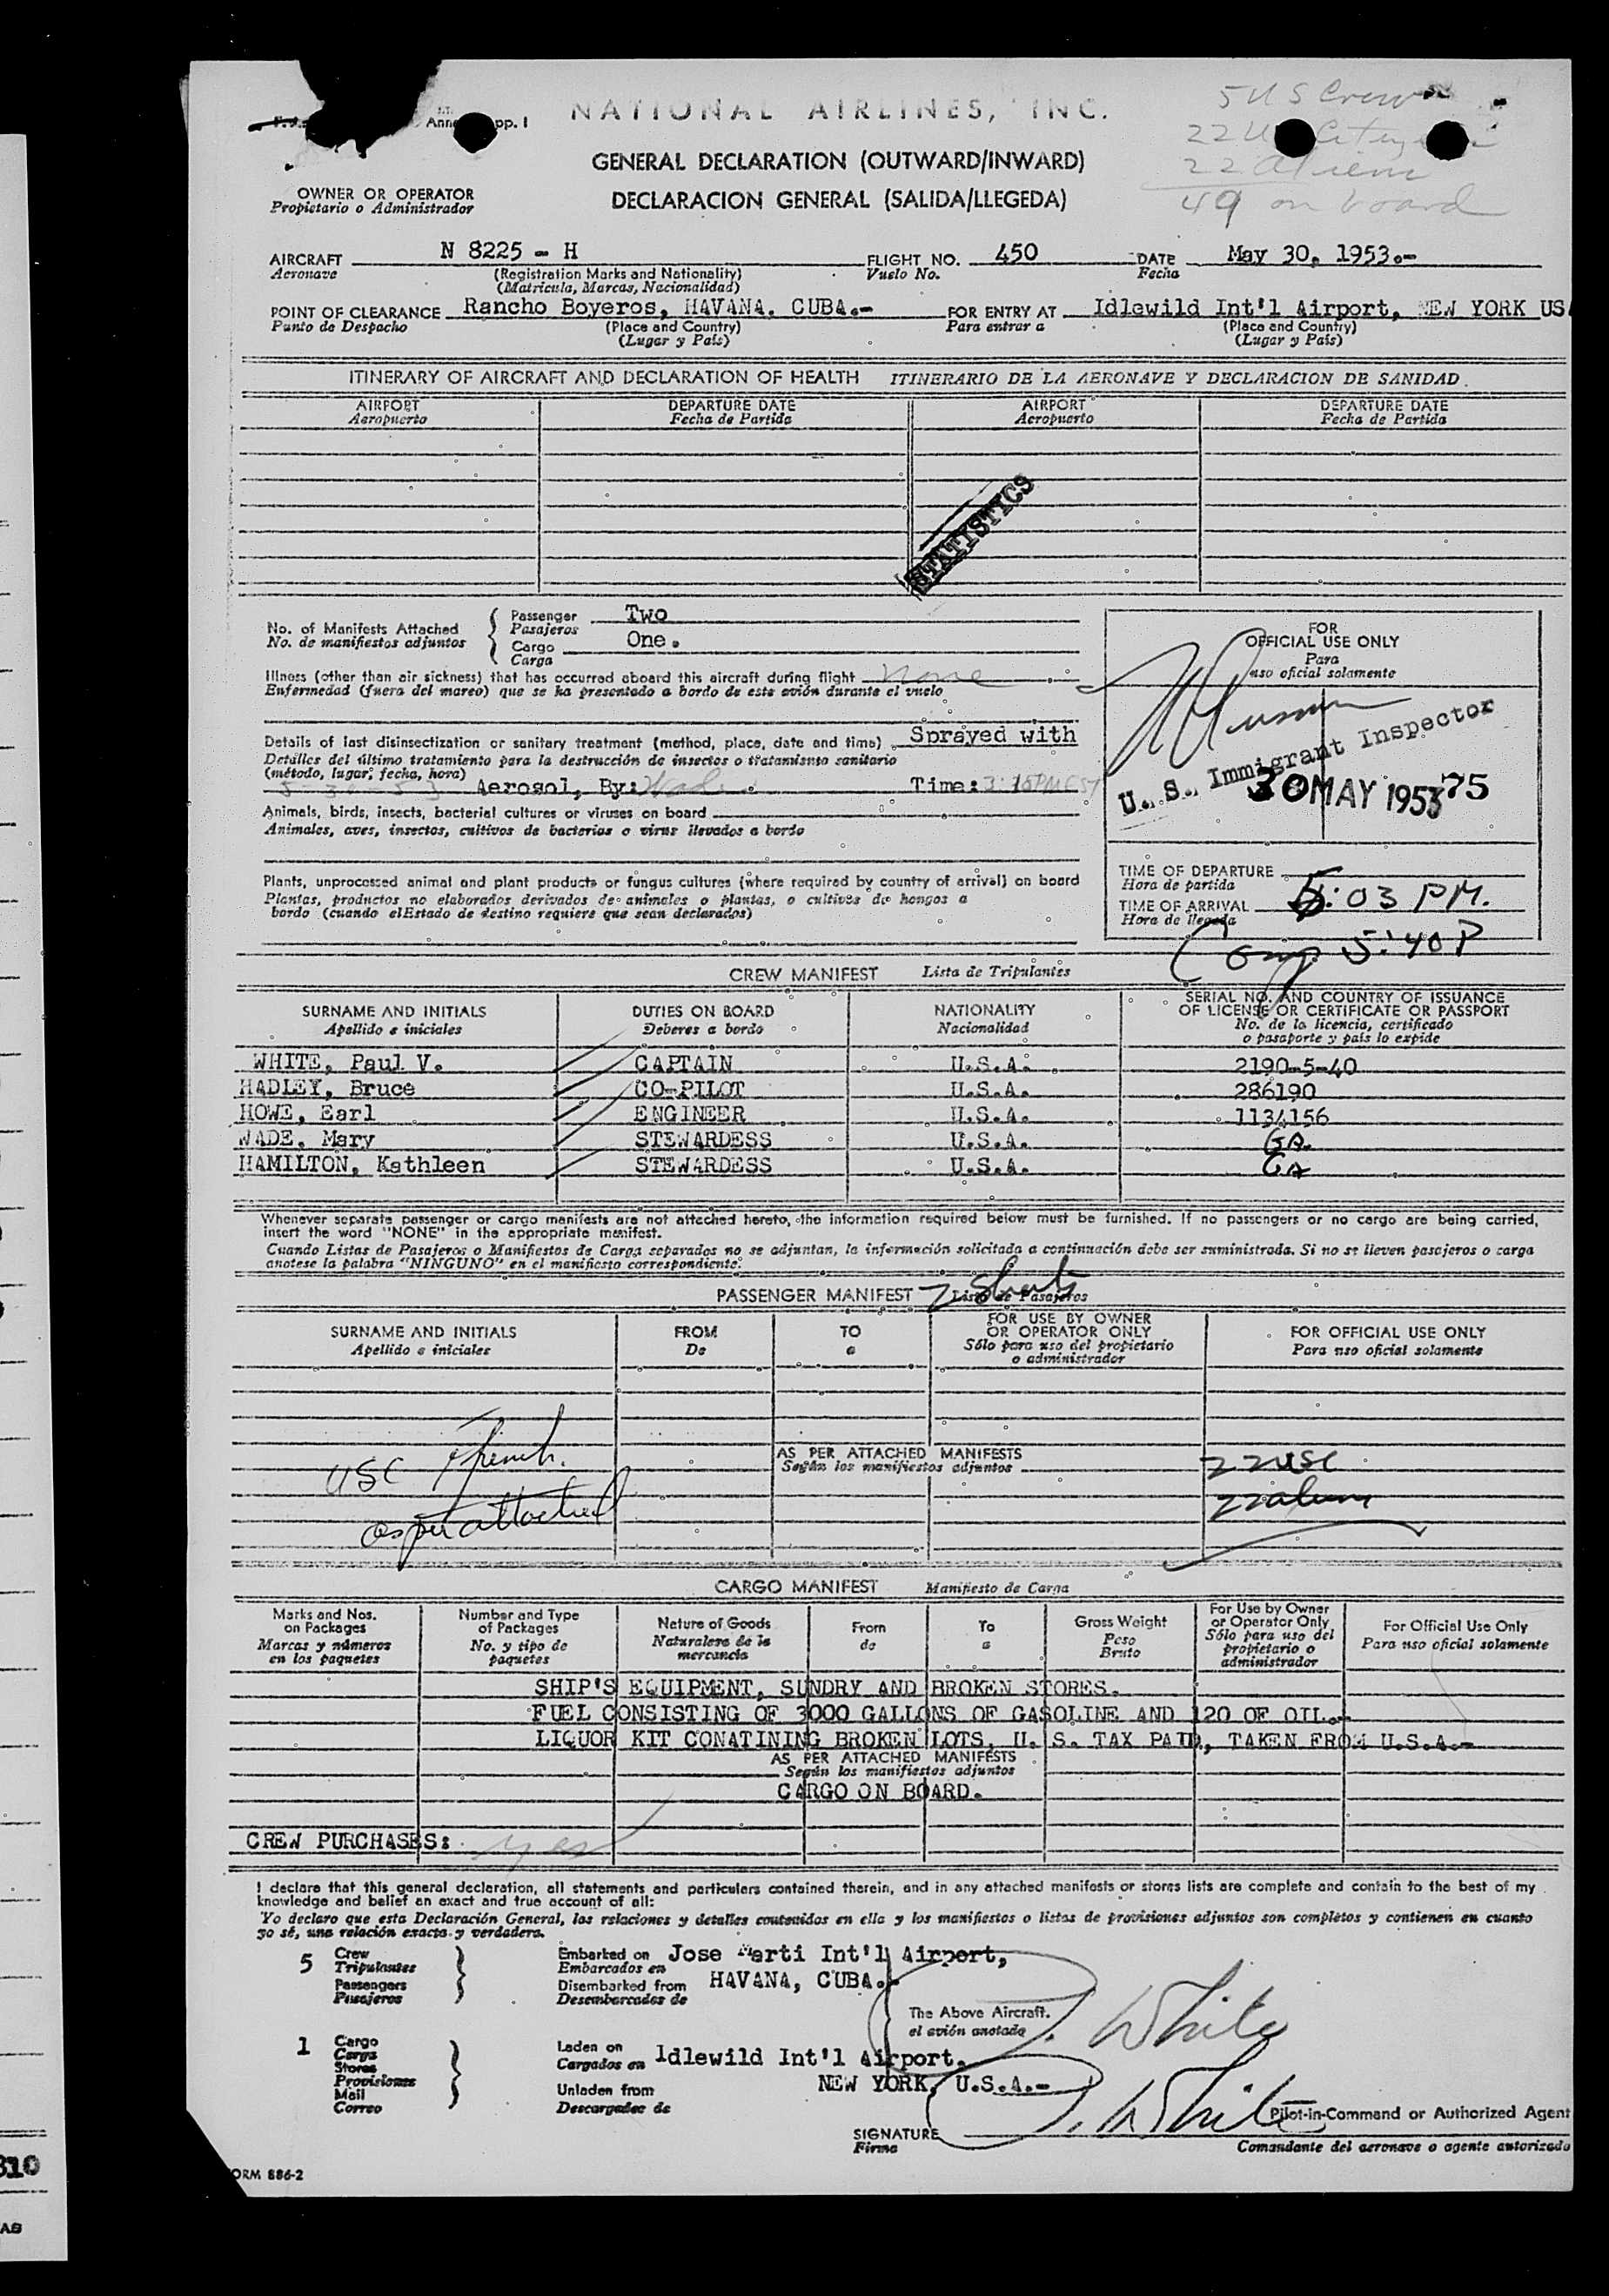 NATIONAL AIRLINES, INC.
5 US Crew
22 US Citizens
22 Aliens
49 on board
GENERAL DECLARATION (OUTWARD/INWARD)
DECLARACION GENERAL (SALIDA/LLEGEDA)
OWNER OR OPERATOR
Propietario o Administrador
AIRCRAFT N 8225 - H FLIGHT NO. 450 DATE May 30, 1953.-
Aeronave (Registration Marks and Nationality) Vuelo No. Fecha
(Matricula, Marcas, Nacionalidad)
POINT OF CLEARANCE Rancho Boyeros, HAVANA. CUBA.- FOR ENTRY AT Idlewild Int'l Airport, NEW YORK US
Punto de Despacho (Place and Country) Para entrar a (Place and Country)
(Lugar y País) (Lugar y País)
ITINERARY OF AIRCRAFT AND DECLARATION OF HEALTH ITINERARIO DE LA AERONAVE Y DECLARACION DE SANIDAD.
AIRPORT DEPARTURE DATE AIRPORT DEPARTURE DATE
Aeropuerto Fecha de Partida Aeropuerto Fecha de Partida
STATISTICS
No. of Manifests Attached Passenger Two
No. de manifiestos adjuntos Pasajeros
Cargo One.
Carga
Illness (other than air sickness) that has occurred aboard this aircraft during flight None
Enfermedad (fuera del mareo) que se ha presentado a bordo de este avión durante el vuelo
Details of last disinsectization or sanitary treatment (method, place, date and time) Sprayed with
Detalles del último tratamiento para la destrucción de insectos o tratamiento sanitario
(método, lugar, fecha, hora)
5-30-53 Aerosol, By: Wade Time: 3:10PM EST
Animals, birds, insects, bacterial cultures or viruses on board
Animales, aves, insectos, cultivos de bacterias o virus llevados a bordo
Plants, unprocessed animal and plant products or fungus cultures (where required by country of arrival) on board
Plantas, productos no elaborados derivados de animales o plantas, o cultivos de hongos a
bordo (cuando elEstado de destino requiere que sean declarados)
FOR
OFFICIAL USE ONLY
Para
uso oficial solamente
U. S. Immigrant Inspector
30 MAY 1953 75
TIME OF DEPARTURE
Hora de partida
TIME OF ARRIVAL 5:03 PM.
Hora de llegada
5:40 P
CREW MANIFEST Lista de Tripulantes
SURNAME AND INITIALS DUTIES ON BOARD NATIONALITY SERIAL NO. AND COUNTRY OF ISSUANCE
OF LICENSE OR CERTIFICATE OR PASSPORT
Apellido e iniciales Deberes a bordo Nacionalidad No. de la licencia, certificado
o pasaporte y país lo expide
WHITE, Paul V. CAPTAIN U.S.A. 2190-5-40
HADLEY, Bruce CO-PILOT U.S.A. 286190
HOWE, Earl ENGINEER U.S.A. 1134156
WADE, Mary STEWARDESS U.S.A. GA.
HAMILTON, Kathleen STEWARDESS U.S.A. GA
Whenever separate passenger or cargo manifests are not attached hereto, the information required below must be furnished. If no passengers or no cargo are being carried,
insert the word "NONE" in the appropriate manifest.
Cuando Listas de Pasajeros o Manifiestos de Carga separados no se adjuntan, la información solicitada a continuación debe ser suministrada. Si no se lleven pasajeros o carga
anotese la palabra "NINGUNO" en el manifiesto correspondiente.
PASSENGER MANIFEST Lista de Pasajeros
2 Sheets
SURNAME AND INITIALS FROM TO FOR USE BY OWNER OR OPERATOR ONLY FOR OFFICIAL USE ONLY
Apellido e iniciales De a Sólo para uso del propietario o administrador Para uso oficial solamente
AS PER ATTACHED MANIFESTS
Según los manifiestos adjuntos
USC
as per attached
22 USC
22 aliens
CARGO MANIFEST Manifiesto de Carga
Marks and Nos. on Packages Number and Type of Packages Nature of Goods From To Gross Weight For Use by Owner or Operator Only For Official Use Only
Marcas y números en los paquetes No. y tipo de paquetes Naturaleza de la mercancía de a Peso Bruto Sólo para uso del propietario o administrador Para uso oficial solamente
SHIP'S EQUIPMENT, SUNDRY AND BROKEN STORES.
FUEL CONSISTING OF 3000 GALLONS OF GASOLINE AND 120 OF OIL.-
LIQUOR KIT CONATINING BROKEN LOTS, U. S. TAX PAID, TAKEN FROM U.S.A.-
AS PER ATTACHED MANIFESTS
Según los manifiestos adjuntos
CARGO ON BOARD.
CREW PURCHASES: yes
I declare that this general declaration, all statements and particulars contained therein, and in any attached manifests or stores lists are complete and contain to the best of my
knowledge and belief an exact and true account of all:
Yo declaro que esta Declaración General, las relaciones y detalles contenidos en ella y los manifiestos o listas de provisiones adjuntos son completos y contienen en cuanto
yo sé, una relación exacta y verdadera.
5 Crew Embarked on Jose Marti Int'l Airport,
Tripulantes Embarcados en
Passengers Disembarked from HAVANA, CUBA.-
Pasajeros Desembarcados de
The Above Aircraft.
el avión anotado
White
1 Cargo Laden on
Carga Cargados en Idlewild Int'l Airport.
Stores
Provisiones NEW YORK, U.S.A.-
Mail Unladen from
Correo Descargados de
White
Pilot-in-Command or Authorized Agent
SIGNATURE
Firma Comandante del aeronave o agente autorizado
ORM 886-2
310